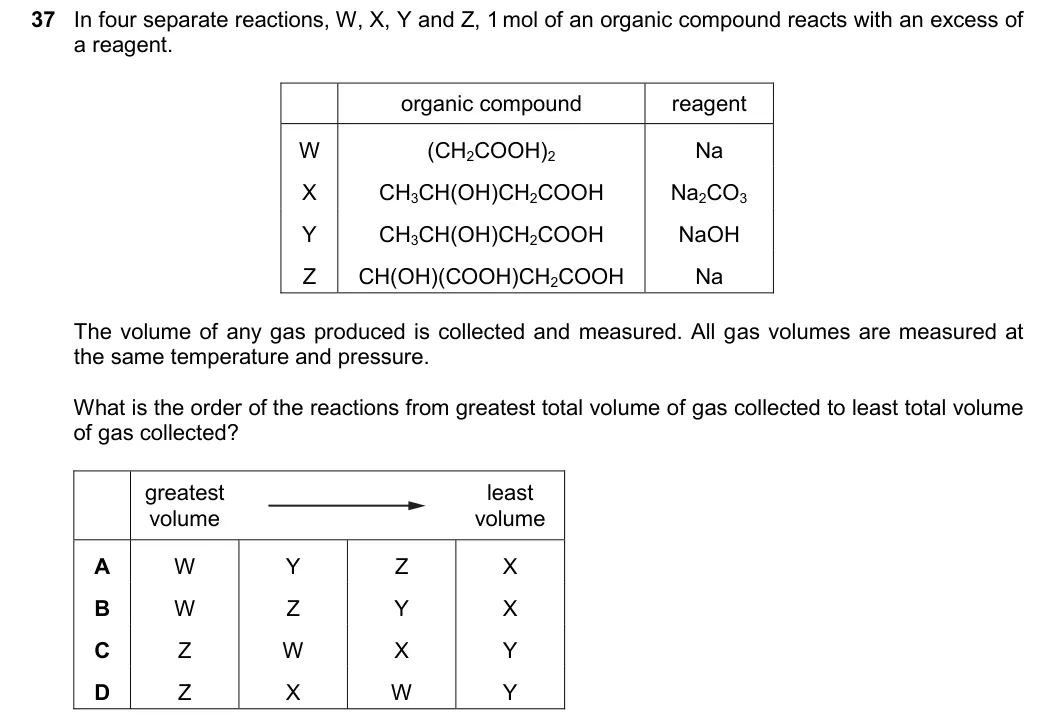 37 In four separate reactions, W, X, Y and Z, 1 mol of an organic compound reacts with an excess of
a reagent.
organic compound reagent
W (CH₂COOH)₂ Na
X CH₃CH(OH)CH₂COOH Na₂CO₃
Y CH₃CH(OH)CH₂COOH NaOH
Z CH(OH)(COOH)CH₂COOH Na
The volume of any gas produced is collected and measured. All gas volumes are measured at
the same temperature and pressure.
What is the order of the reactions from greatest total volume of gas collected to least total volume
of gas collected?
greatest least
volume volume
A W Y Z X
B W Z Y X
C Z W X Y
D Z X W Y